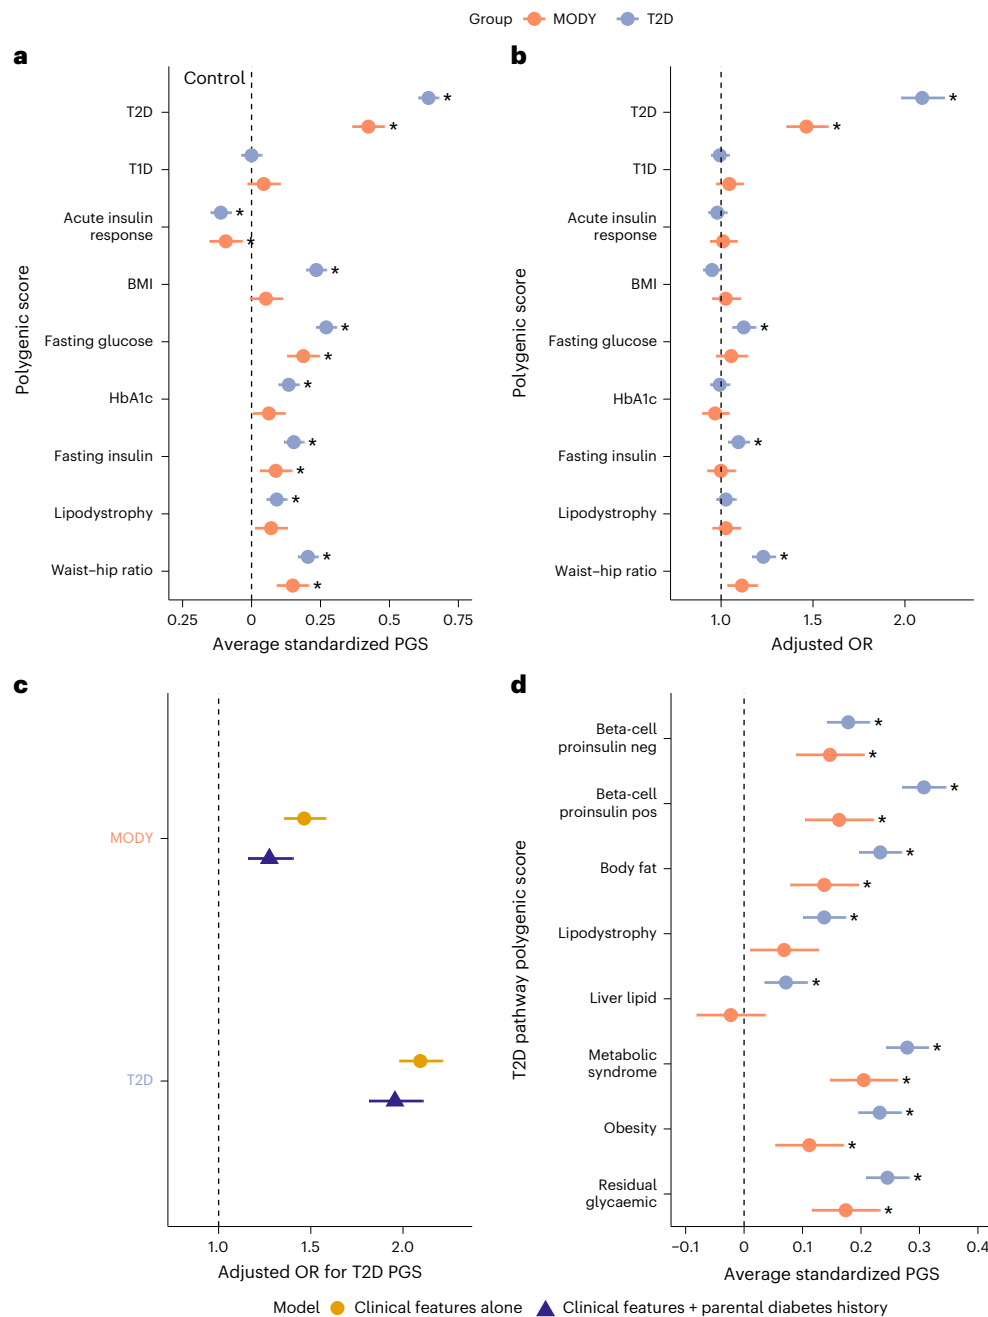 Group MODY T2D
a
Control
Polygenic score
T2D
*
*
T1D
Acute insulin
response
*
*
BMI
*
Fasting glucose
*
*
HbA1c
*
Fasting insulin
*
*
Lipodystrophy
*
Waist–hip ratio
*
*
0.25 0 0.25 0.5 0.75
Average standardized PGS
b
Polygenic score
T2D
*
*
T1D
Acute insulin
response
BMI
Fasting glucose
*
HbA1c
Fasting insulin
*
Lipodystrophy
Waist–hip ratio
*
1.0 1.5 2.0
Adjusted OR
c
MODY
T2D
1.0 1.5 2.0
Adjusted OR for T2D PGS
d
T2D pathway polygenic score
Beta-cell
proinsulin neg
*
*
Beta-cell
proinsulin pos
*
*
Body fat
*
*
Lipodystrophy
*
Liver lipid
*
Metabolic
syndrome
*
*
Obesity
*
*
Residual
glycaemic
*
*
−0.1 0 0.1 0.2 0.3 0.4
Average standardized PGS
Model Clinical features alone Clinical features + parental diabetes history